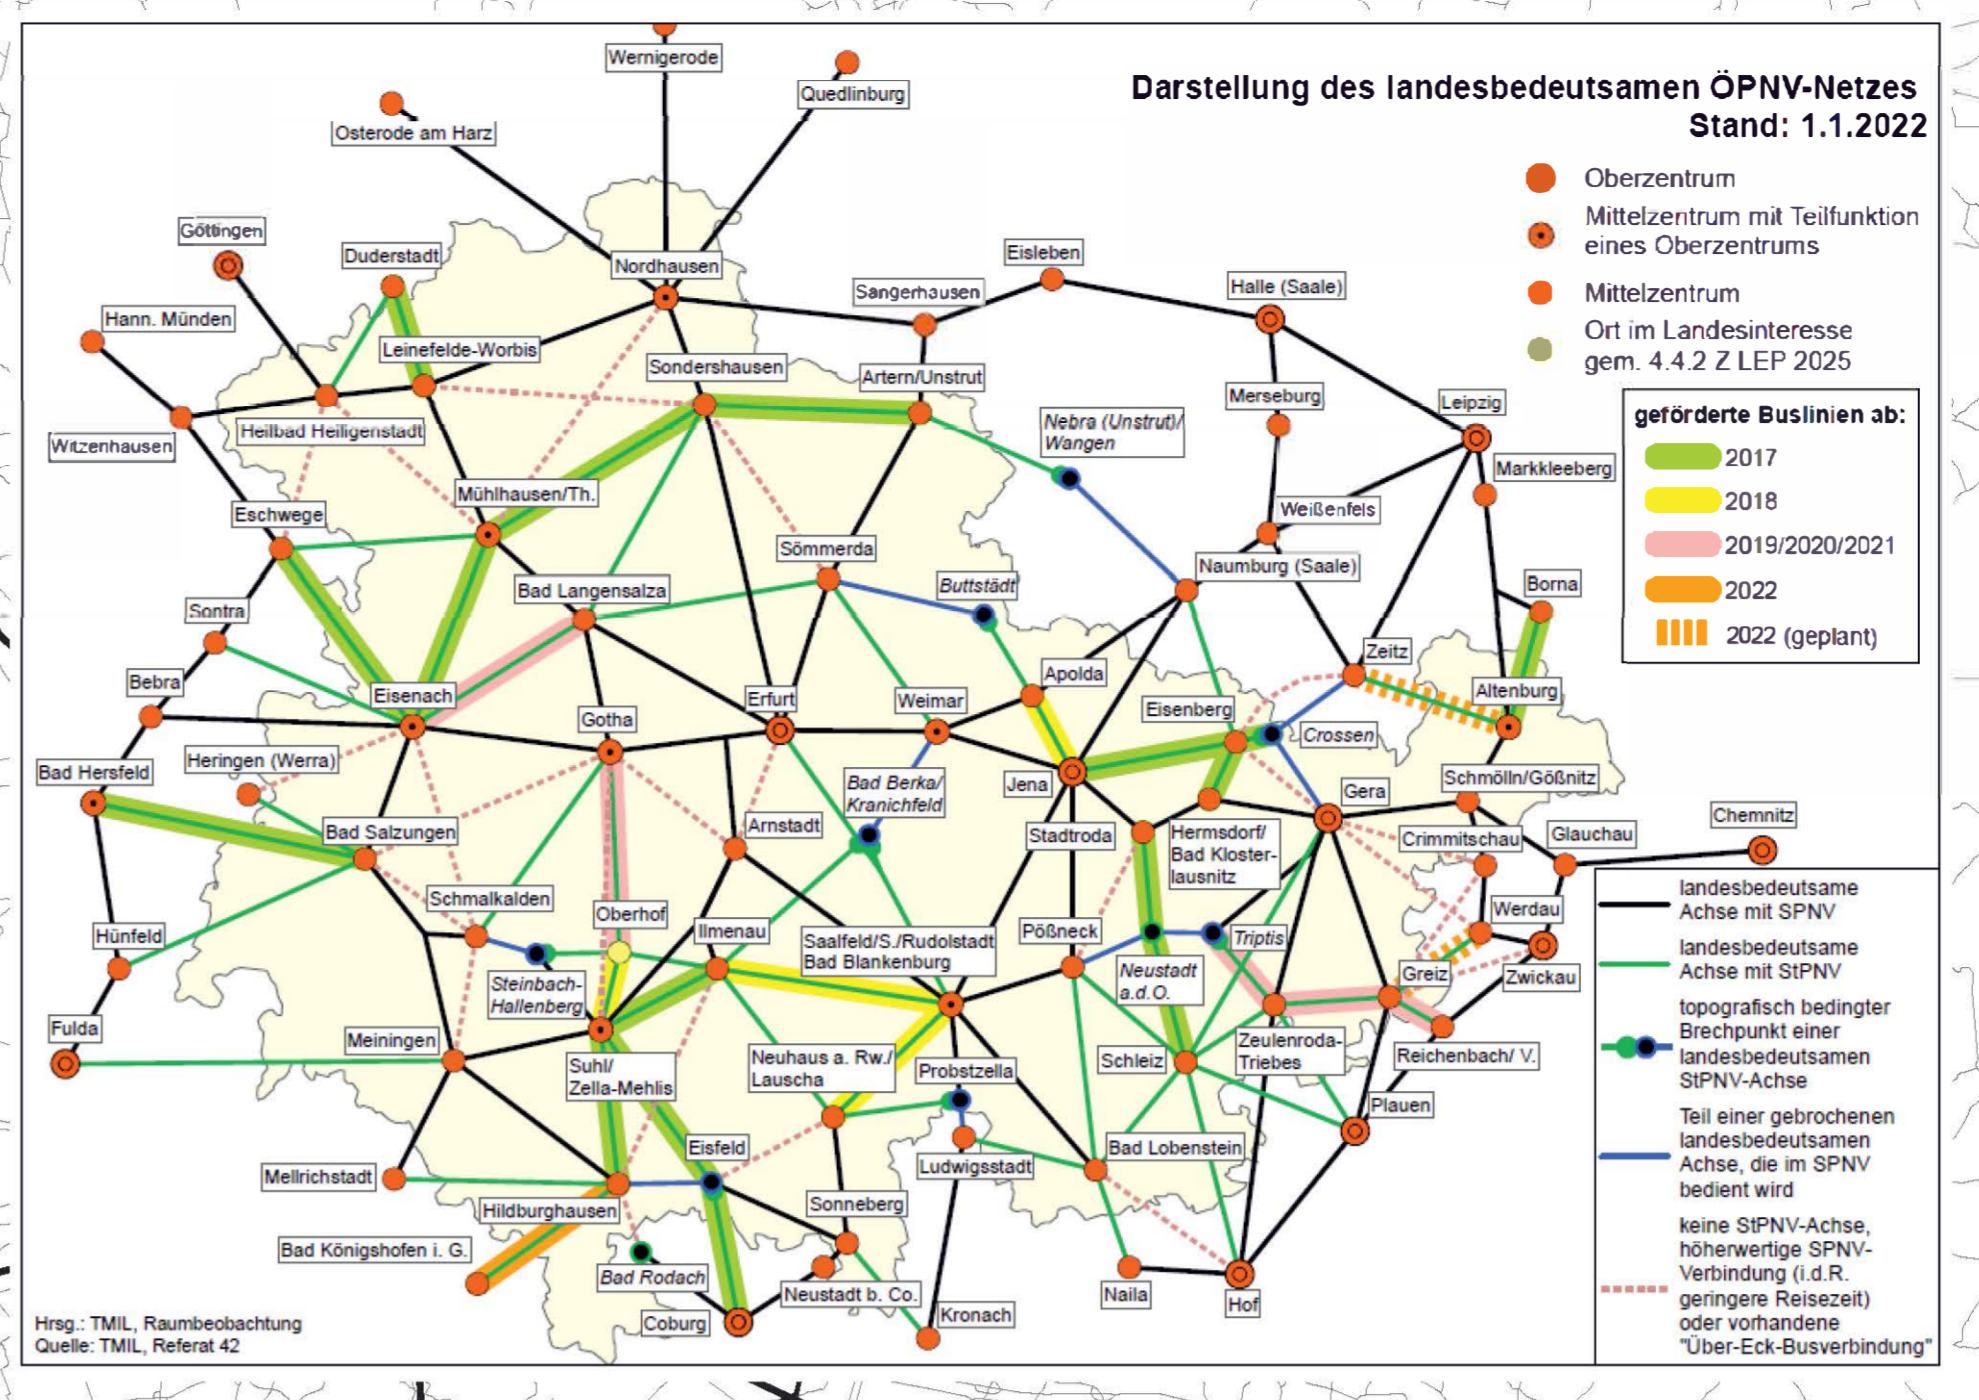 Darstellung des landesbedeutsamen ÖPNV-Netzes
Stand: 1.1.2022
Oberzentrum
Mittelzentrum mit Teilfunktion
eines Oberzentrums
Mittelzentrum
Ort im Landesinteresse
gem. 4.4.2 Z LEP 2025
geförderte Buslinien ab:
2017
2018
2019/2020/2021
2022
2022 (geplant)
Wernigerode
Quedlinburg
Osterode am Harz
Göttingen
Duderstadt
Nordhausen
Eisleben
Sangerhausen
Halle (Saale)
Hann. Münden
Leinefelde-Worbis
Sondershausen
Artern/Unstrut
Merseburg
Leipzig
Nebra (Unstrut)/
Wangen
Witzenhausen
Heilbad Heiligenstadt
Markkleeberg
Mühlhausen/Th.
Eschwege
Weißenfels
Sömmerda
Naumburg (Saale)
Bad Langensalza
Buttstädt
Borna
Sontra
Zeitz
Bebra
Eisenach
Erfurt
Weimar
Apolda
Altenburg
Gotha
Eisenberg
Crossen
Heringen (Werra)
Bad Hersfeld
Bad Berka/
Kranichfeld
Jena
Gera
Schmölln/Gößnitz
Chemnitz
Bad Salzungen
Arnstadt
Stadtroda
Hermsdorf/
Bad Kloster-
lausnitz
Crimmitschau
Glauchau
Schmalkalden
Oberhof
Ilmenau
Saalfeld/S./Rudolstadt
Bad Blankenburg
Pößneck
Triptis
Werdau
Hünfeld
Steinbach-
Hallenberg
Neustadt
a.d.O.
Greiz
Zwickau
Fulda
Meiningen
Suhl/
Zella-Mehlis
Neuhaus a. Rw./
Lauscha
Probstzella
Schleiz
Zeulenroda-
Triebes
Reichenbach/ V.
Plauen
Eisfeld
Bad Lobenstein
Mellrichstadt
Ludwigsstadt
Hildburghausen
Sonneberg
Bad Königshofen i. G.
Bad Rodach
Neustadt b. Co.
Naila
Hof
Coburg
Kronach
landesbedeutsame
Achse mit SPNV
landesbedeutsame
Achse mit StPNV
topografisch bedingter
Brechpunkt einer
landesbedeutsamen
StPNV-Achse
Teil einer gebrochenen
landesbedeutsamen
Achse, die im SPNV
bedient wird
keine StPNV-Achse,
höherwertige SPNV-
Verbindung (i.d.R.
geringere Reisezeit)
oder vorhandene
"Über-Eck-Busverbindung"
Hrsg.: TMIL, Raumbeobachtung
Quelle: TMIL, Referat 42